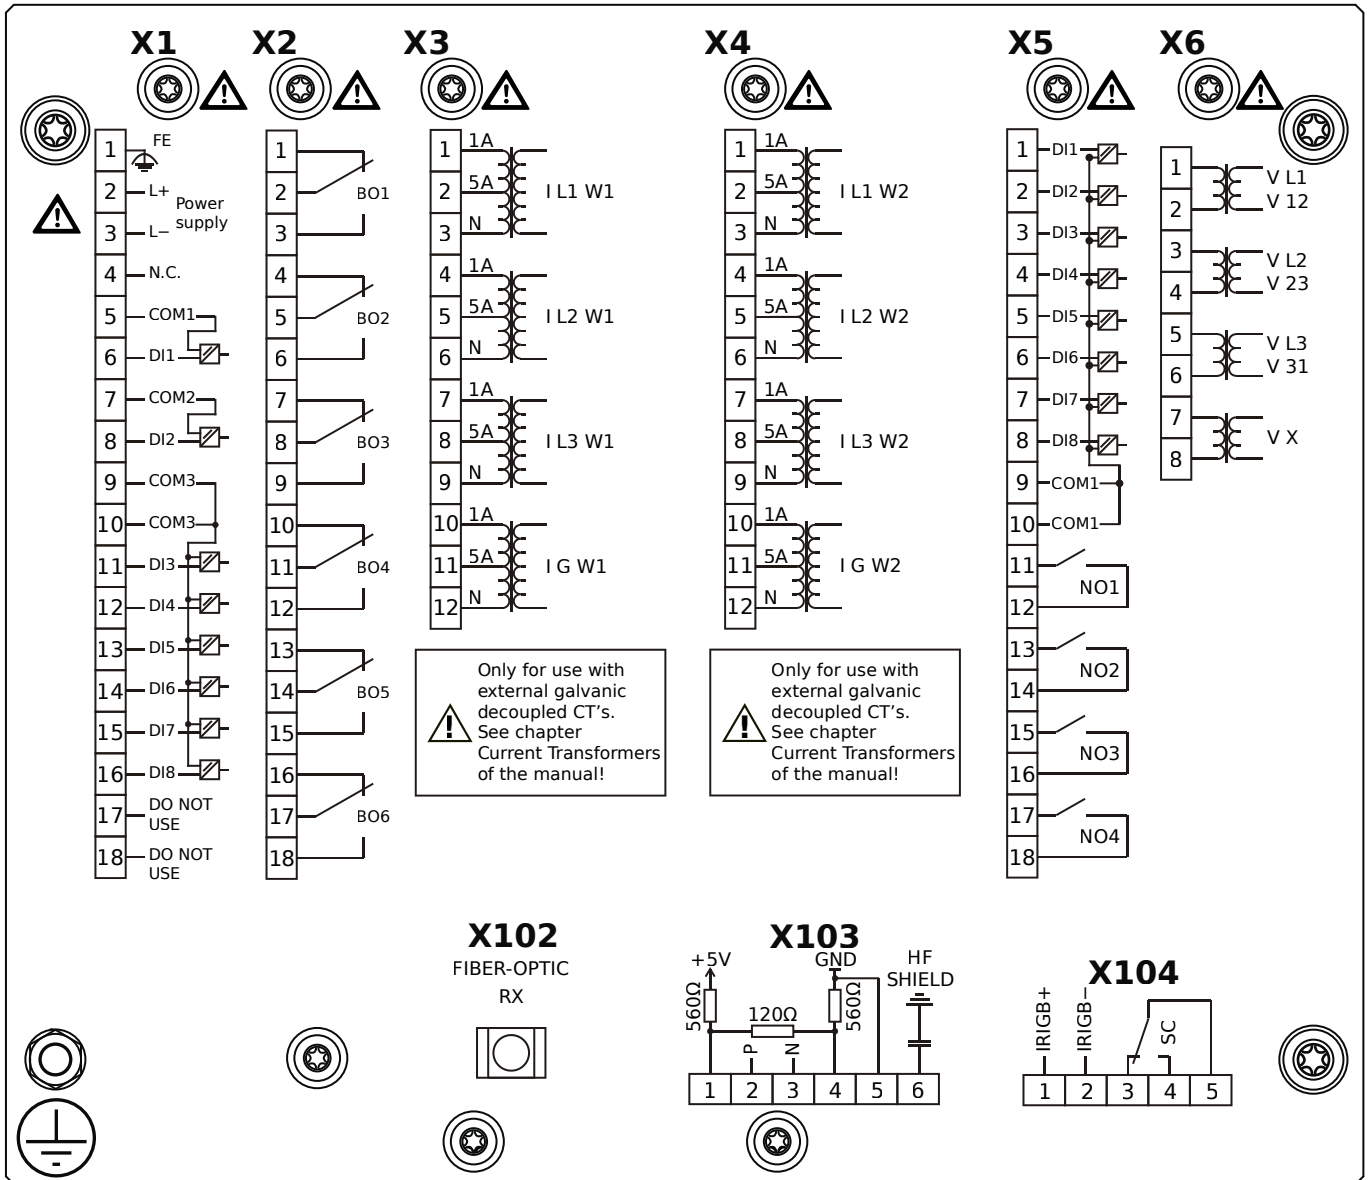 X1
X2
X3
X4
X5
X6
1
FE
2
L+
Power
supply
3
L−
4
N.C.
5
COM1
6
DI1
7
COM2
8
DI2
9
COM3
10
COM3
11
DI3
12
DI4
13
DI5
14
DI6
15
DI7
16
DI8
17
DO NOT
USE
18
DO NOT
USE
1
2
BO1
3
4
5
BO2
6
7
8
BO3
9
10
11
BO4
12
13
14
BO5
15
16
17
BO6
18
1
1A
2
5A
I L1 W1
3
N
4
1A
5
5A
I L2 W1
6
N
7
1A
8
5A
I L3 W1
9
N
10
1A
11
5A
I G W1
12
N
Only for use with
external galvanic
decoupled CT's.
See chapter
Current Transformers
of the manual!
1
1A
2
5A
I L1 W2
3
N
4
1A
5
5A
I L2 W2
6
N
7
1A
8
5A
I L3 W2
9
N
10
1A
11
5A
I G W2
12
N
Only for use with
external galvanic
decoupled CT's.
See chapter
Current Transformers
of the manual!
1
DI1
2
DI2
3
DI3
4
DI4
5
DI5
6
DI6
7
DI7
8
DI8
9
COM1
10
COM1
11
NO1
12
13
NO2
14
15
NO3
16
17
NO4
18
1
V L1
V 12
2
3
V L2
V 23
4
5
V L3
V 31
6
7
V X
8
X102
FIBER-OPTIC
RX
X103
+5V
GND
HF
SHIELD
560Ω
120Ω
560Ω
P
N
1 2 3 4 5 6
X104
IRIGB+
IRIGB−
SC
1 2 3 4 5